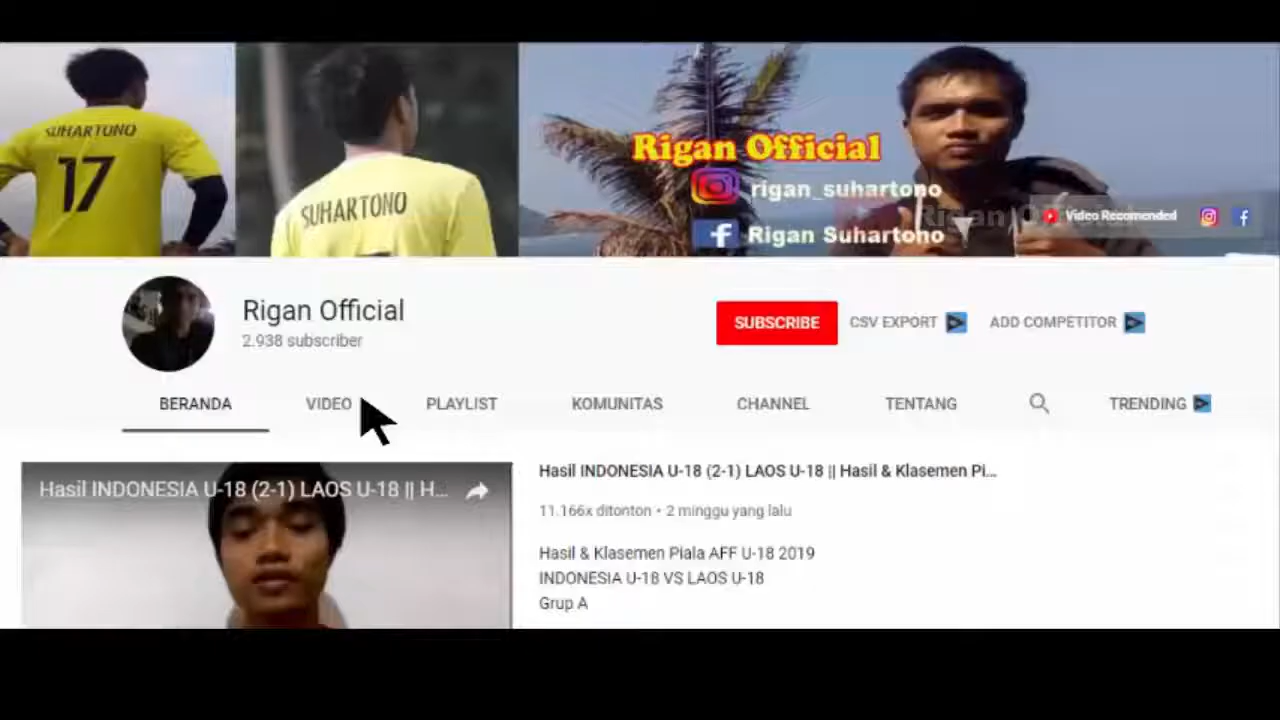 SUHARTONO
17
SUHARTONO
Rigan Official
rigan_suhartono
Rigan Suhartono
Rigan Official
Video Recomended
Rigan Official
2.938 subscriber
SUBSCRIBE
CSV EXPORT
ADD COMPETITOR
BERANDA
VIDEO
PLAYLIST
KOMUNITAS
CHANNEL
TENTANG
TRENDING
Hasil INDONESIA U-18 (2-1) LAOS U-18 || H...
Hasil INDONESIA U-18 (2-1) LAOS U-18 || Hasil & Klasemen Pi...
11.166x ditonton • 2 minggu yang lalu
Hasil & Klasemen Piala AFF U-18 2019
INDONESIA U-18 VS LAOS U-18
Grup A